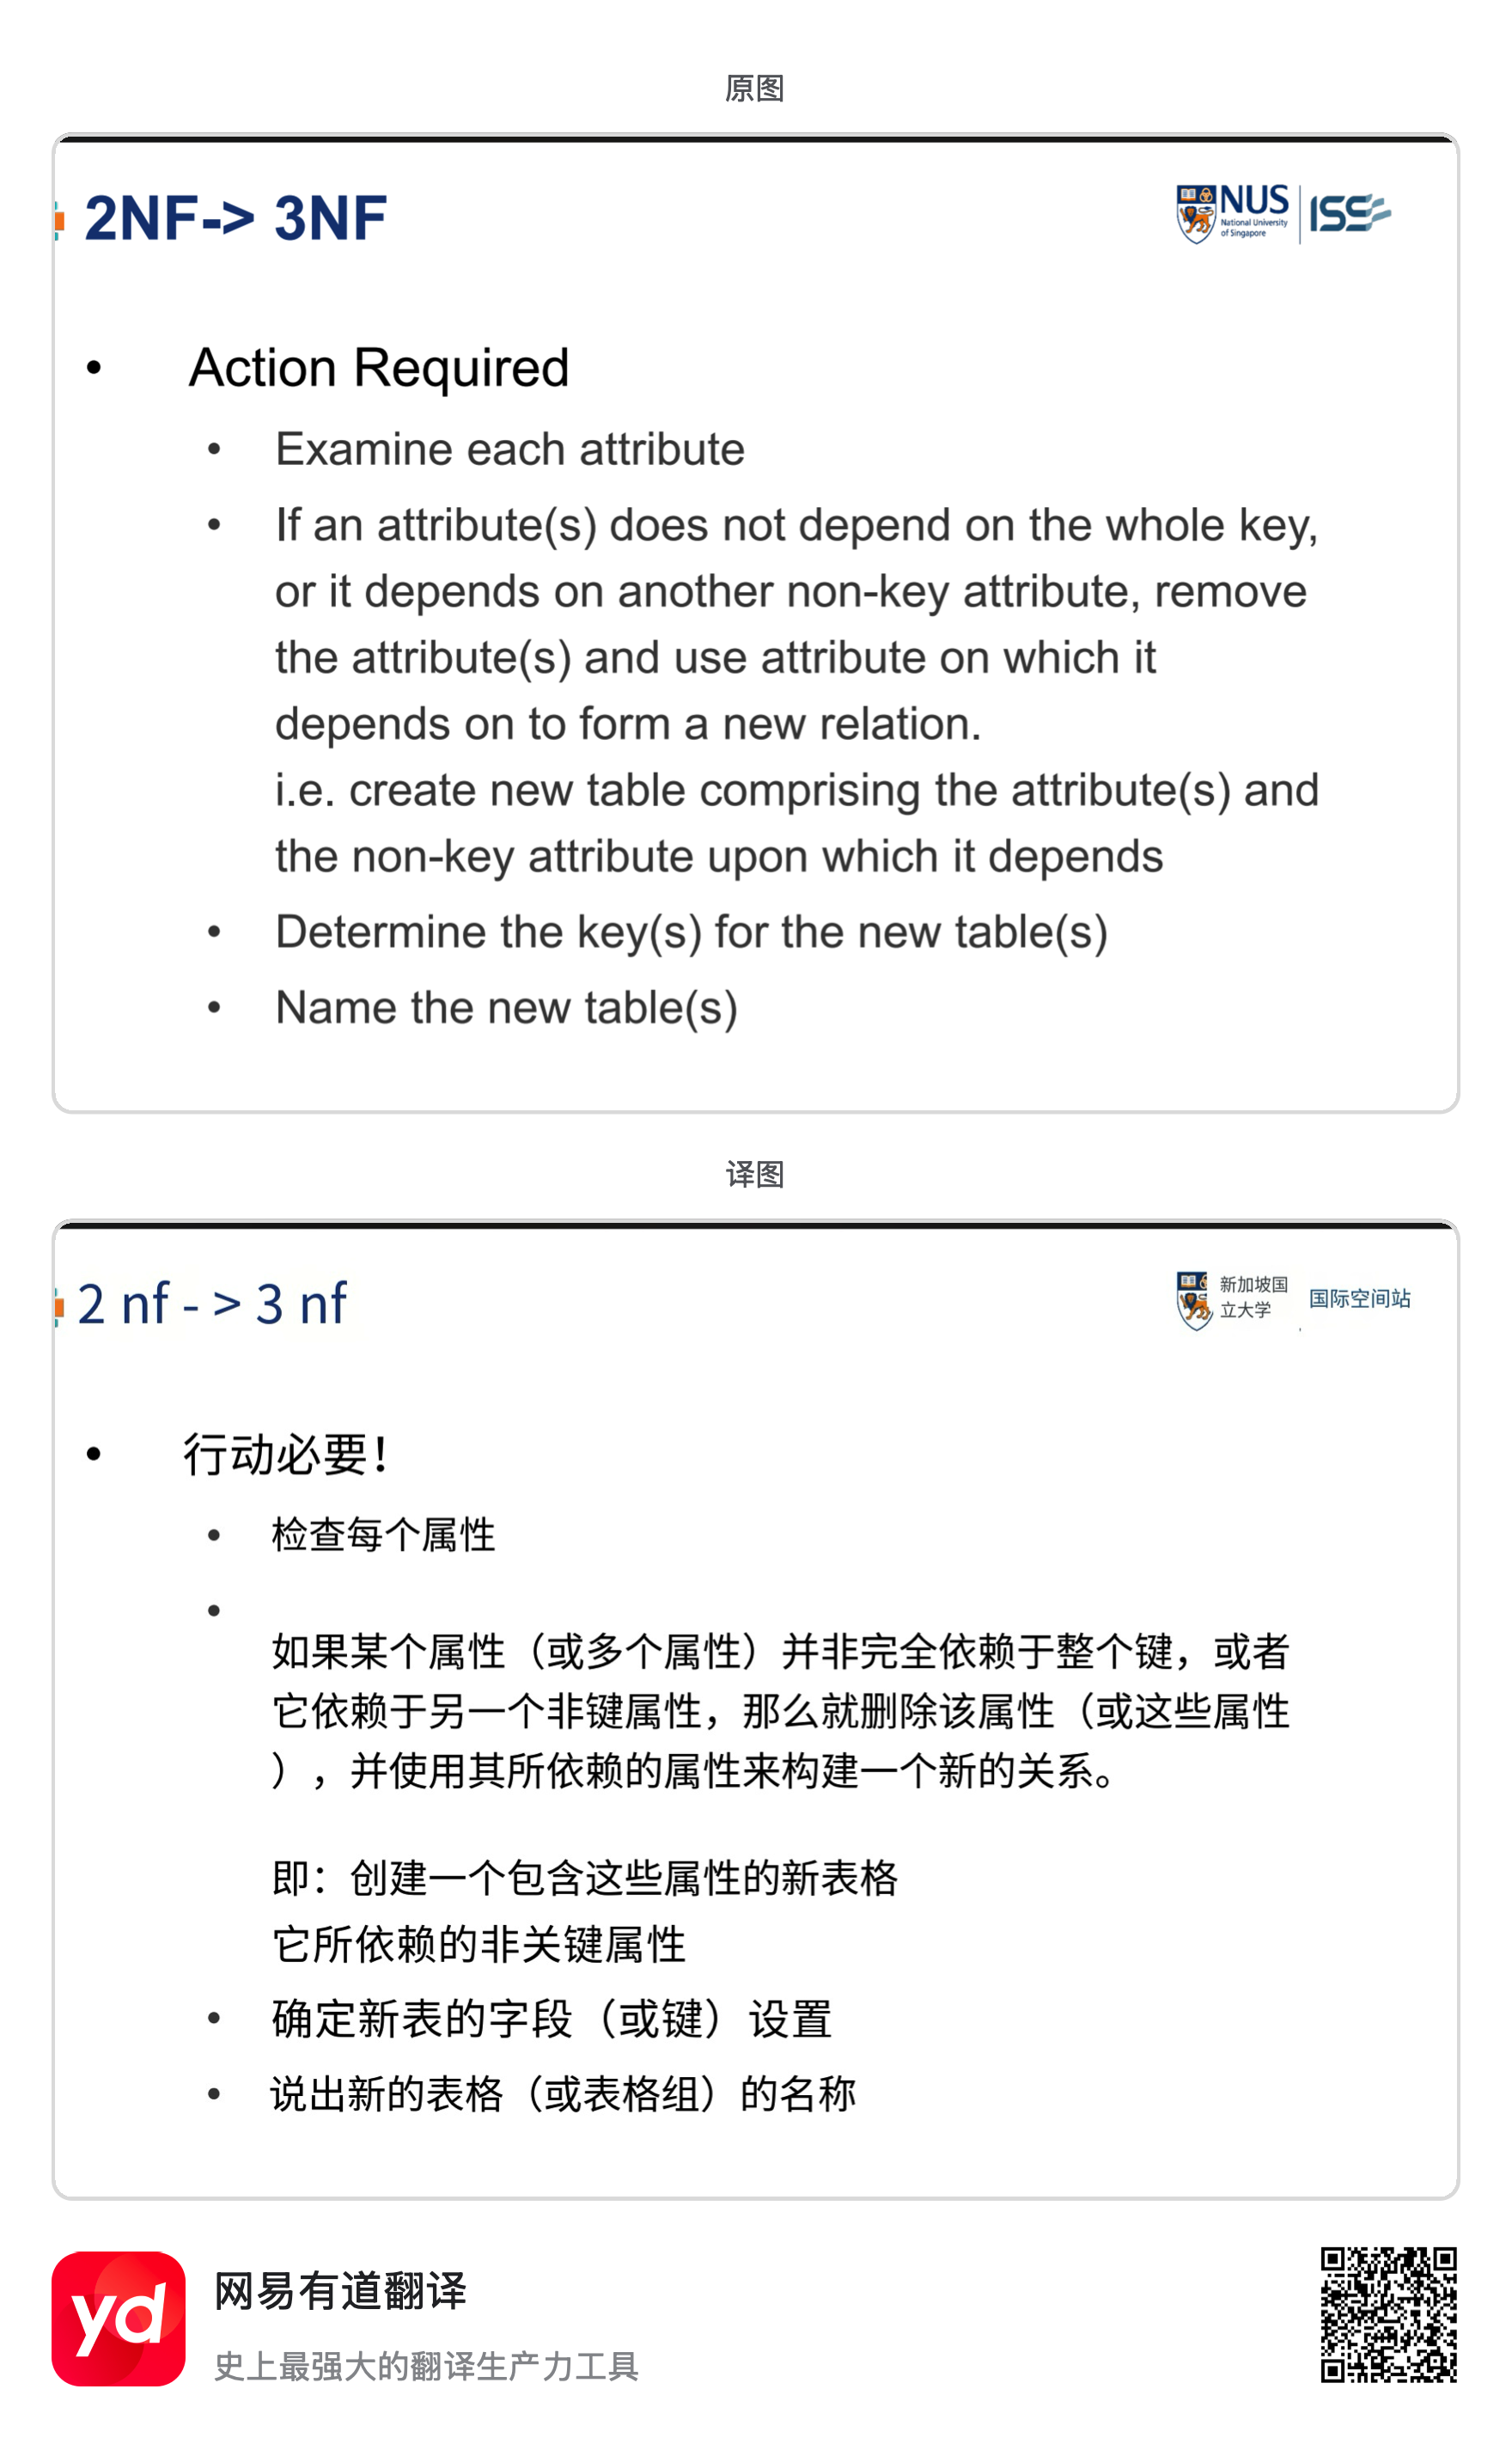 原图
2NF-> 3NF
NUS
National University
of Singapore
ISS
• Action Required
• Examine each attribute
• If an attribute(s) does not depend on the whole key,
or it depends on another non-key attribute, remove
the attribute(s) and use attribute on which it
depends on to form a new relation.
i.e. create new table comprising the attribute(s) and
the non-key attribute upon which it depends
• Determine the key(s) for the new table(s)
• Name the new table(s)
译图
2 nf - > 3 nf
新加坡国
立大学
国际空间站
• 行动必要！
• 检查每个属性
•
如果某个属性（或多个属性）并非完全依赖于整个键，或者
它依赖于另一个非键属性，那么就删除该属性（或这些属性
），并使用其所依赖的属性来构建一个新的关系。
即：创建一个包含这些属性的新表格
它所依赖的非关键属性
• 确定新表的字段（或键）设置
• 说出新的表格（或表格组）的名称
yd
网易有道翻译
史上最强大的翻译生产力工具